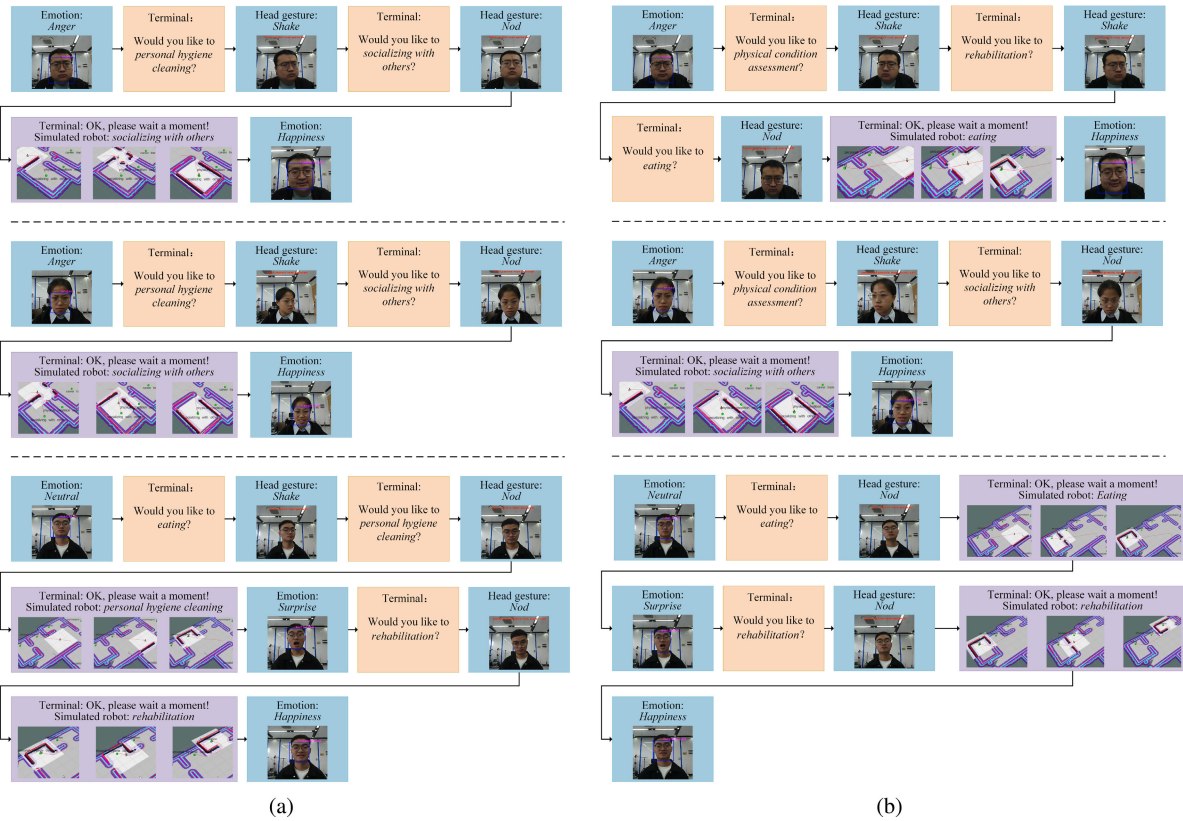 Emotion:
Anger
Terminal:
Would you like to
personal hygiene
cleaning?
Head gesture:
Shake
Terminal:
Would you like to
socializing with
others?
Head gesture:
Nod
Terminal: OK, please wait a moment!
Simulated robot: socializing with others
Emotion:
Happiness
Emotion:
Anger
Terminal:
Would you like to
personal hygiene
cleaning?
Head gesture:
Shake
Terminal:
Would you like to
socializing with
others?
Head gesture:
Nod
Terminal: OK, please wait a moment!
Simulated robot: socializing with others
Emotion:
Happiness
Emotion:
Neutral
Terminal:
Would you like to
eating?
Head gesture:
Shake
Terminal:
Would you like to
personal hygiene
cleaning?
Head gesture:
Nod
Terminal: OK, please wait a moment!
Simulated robot: personal hygiene cleaning
Emotion:
Surprise
Terminal:
Would you like to
rehabilitation?
Head gesture:
Nod
Terminal: OK, please wait a moment!
Simulated robot: rehabilitation
Emotion:
Happiness
(a)
Emotion:
Anger
Terminal:
Would you like to
physical condition
assessment?
Head gesture:
Shake
Terminal:
Would you like to
rehabilitation?
Head gesture:
Shake
Terminal:
Would you like to
eating?
Head gesture:
Nod
Terminal: OK, please wait a moment!
Simulated robot: eating
Emotion:
Happiness
Emotion:
Anger
Terminal:
Would you like to
physical condition
assessment?
Head gesture:
Shake
Terminal:
Would you like to
socializing with
others?
Head gesture:
Nod
Terminal: OK, please wait a moment!
Simulated robot: socializing with others
Emotion:
Happiness
Emotion:
Neutral
Terminal:
Would you like to
eating?
Head gesture:
Nod
Terminal: OK, please wait a moment!
Simulated robot: Eating
Emotion:
Surprise
Terminal:
Would you like to
rehabilitation?
Head gesture:
Nod
Terminal: OK, please wait a moment!
Simulated robot: rehabilitation
Emotion:
Happiness
(b)